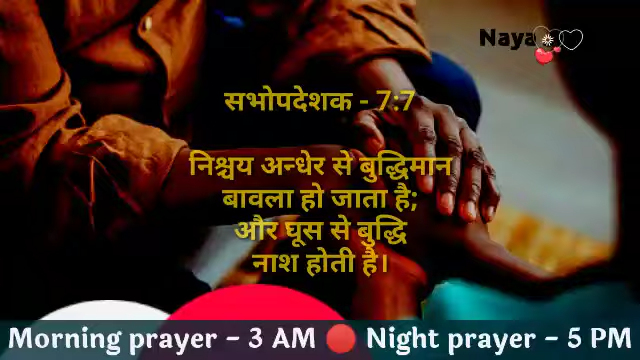 Naya
सभोपदेशक - 7:7
निश्चय अन्धेर से बुद्धिमान
बावला हो जाता है;
और घूस से बुद्धि
नाश होती है।
Morning prayer - 3 AM 🔴 Night prayer - 5 PM